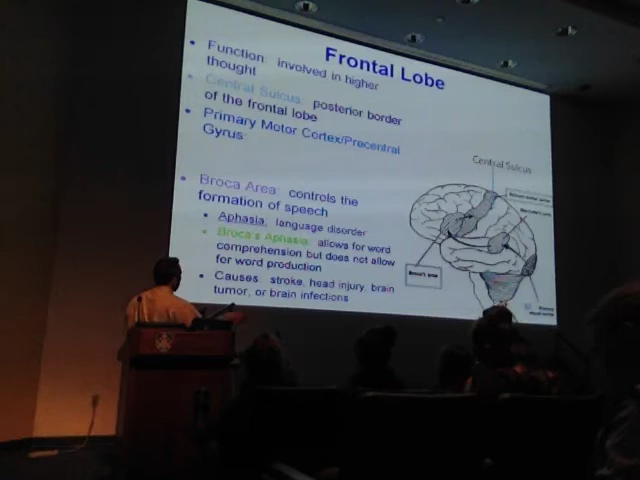 Frontal Lobe
• Function: involved in higher
thought
• Central Sulcus: posterior border
of the frontal lobe
• Primary Motor Cortex/Precentral
Gyrus:
• Broca Area: controls the
formation of speech
• Aphasia: language disorder
• Broca's Aphasia: allows for word
comprehension but does not allow
for word production
• Causes: stroke, head injury, brain
tumor, or brain infections
Central Sulcus
Broca's area